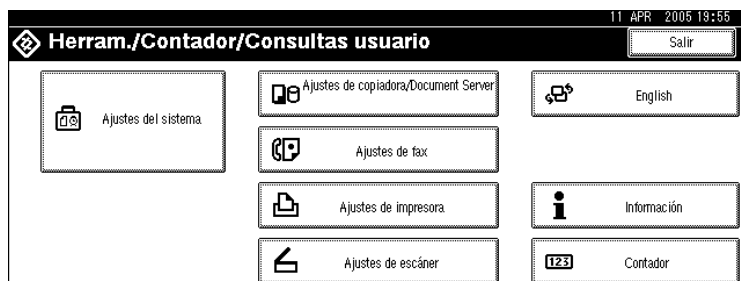 11 APR 2005 19:55
Herram./Contador/Consultas usuario
Salir
Ajustes del sistema
Ajustes de copiadora/Document Server
English
Ajustes de fax
Ajustes de impresora
Información
Ajustes de escáner
123
Contador